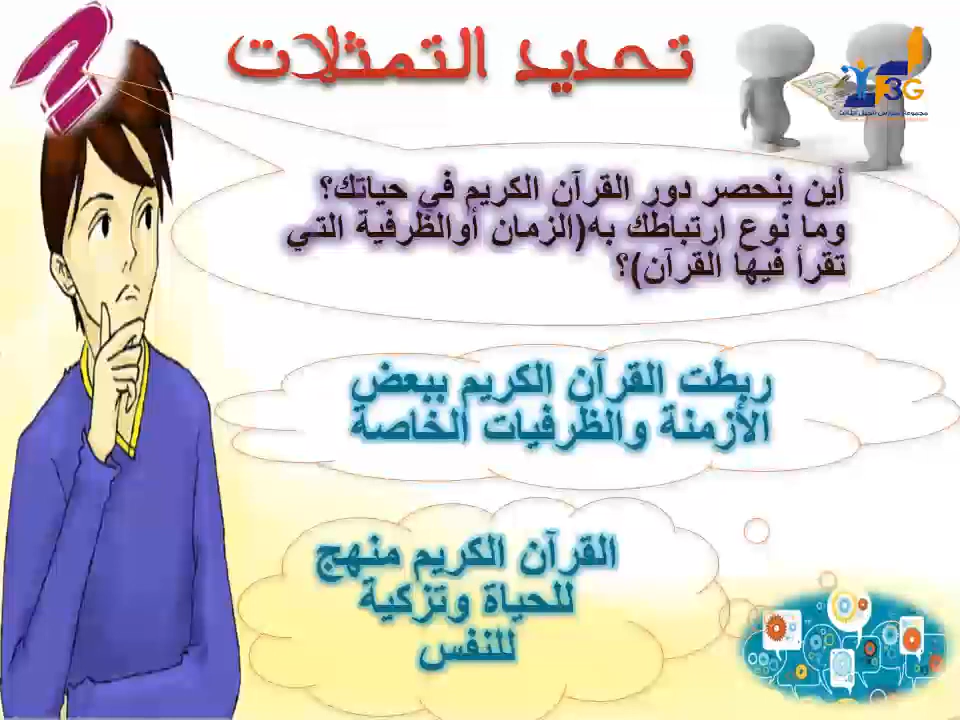 تحديد التمثلات
3G
أين ينحصر دور القرآن الكريم في حياتك؟
وما نوع ارتباطك به(الزمان أوالظرفية التي
تقرأ فيها القرآن)؟
ربطت القرآن الكريم ببعض
الأزمنة والظرفيات الخاصة
القرآن الكريم منهج
للحياة وتزكية
للنفس